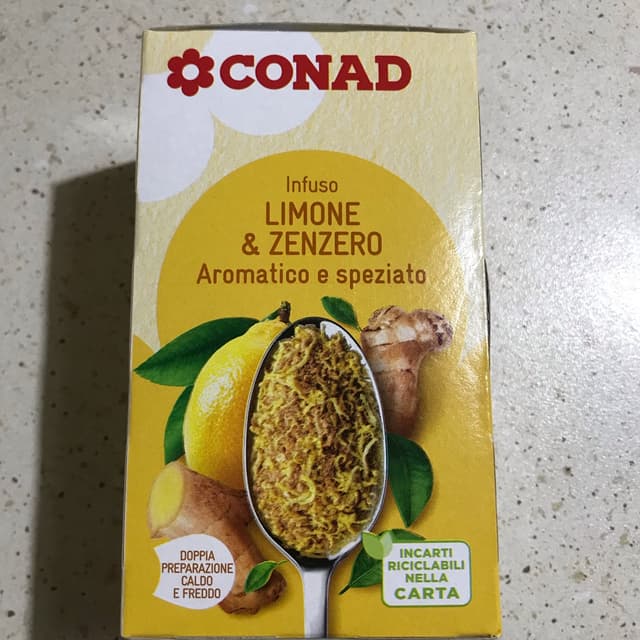 CONAD
Infuso
LIMONE
& ZENZERO
Aromatico e speziato
DOPPIA
PREPARAZIONE
CALDO
E FREDDO
INCARTI
RICICLABILI
NELLA
CARTA